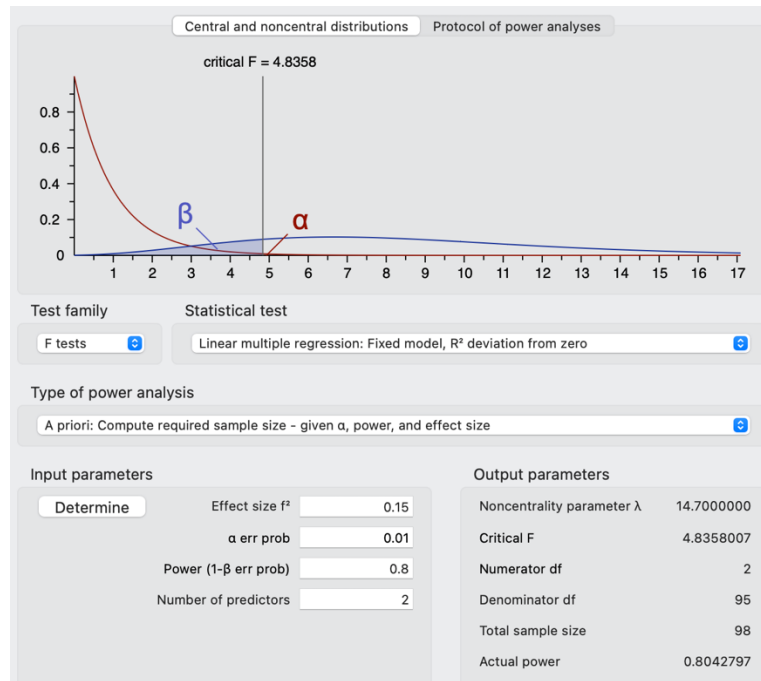 Central and noncentral distributions Protocol of power analyses
critical F = 4.8358
0.8
0.6
0.4
0.2
0
β
α
1 2 3 4 5 6 7 8 9 10 11 12 13 14 15 16 17
Test family Statistical test
F tests Linear multiple regression: Fixed model, R² deviation from zero
Type of power analysis
A priori: Compute required sample size - given α, power, and effect size
Input parameters Output parameters
Determine Effect size f² 0.15 Noncentrality parameter λ 14.7000000
α err prob 0.01 Critical F 4.8358007
Power (1-β err prob) 0.8 Numerator df 2
Number of predictors 2 Denominator df 95
Total sample size 98
Actual power 0.8042797